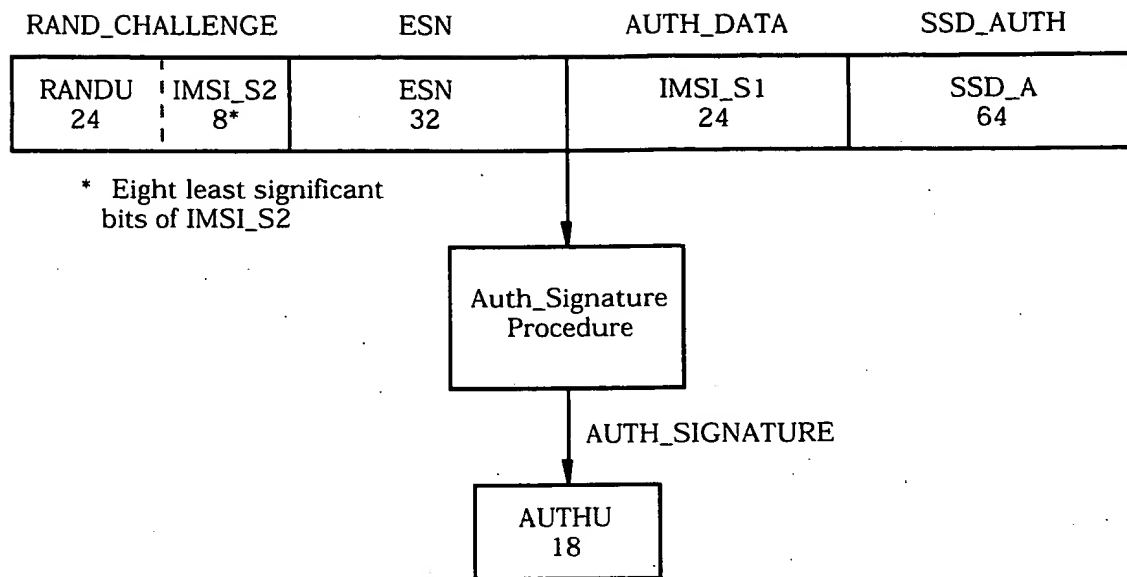 RAND_CHALLENGE ESN AUTH_DATA SSD_AUTH
RANDU IMSI_S2 ESN IMSI_S1 SSD_A
24 8* 32 24 64
* Eight least significant
bits of IMSI_S2
Auth_Signature
Procedure
AUTH_SIGNATURE
AUTHU
18